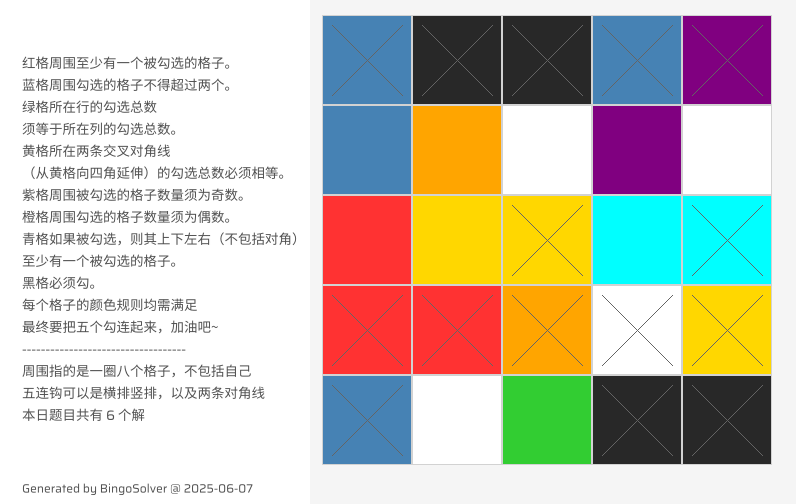 红格周围至少有一个被勾选的格子。
蓝格周围勾选的格子不得超过两个。
绿格所在行的勾选总数
须等于所在列的勾选总数。
黄格所在两条交叉对角线
（从黄格向四角延伸）的勾选总数必须相等。
紫格周围被勾选的格子数量须为奇数。
橙格周围勾选的格子数量须为偶数。
青格如果被勾选，则其上下左右（不包括对角）
至少有一个被勾选的格子。
黑格必须勾。
每个格子的颜色规则均需满足
最终要把五个勾连起来，加油吧~
-----------------------------------
周围指的是一圈八个格子，不包括自己
五连钩可以是横排竖排，以及两条对角线
本日题目共有 6 个解
Generated by BingoSolver @ 2025-06-07